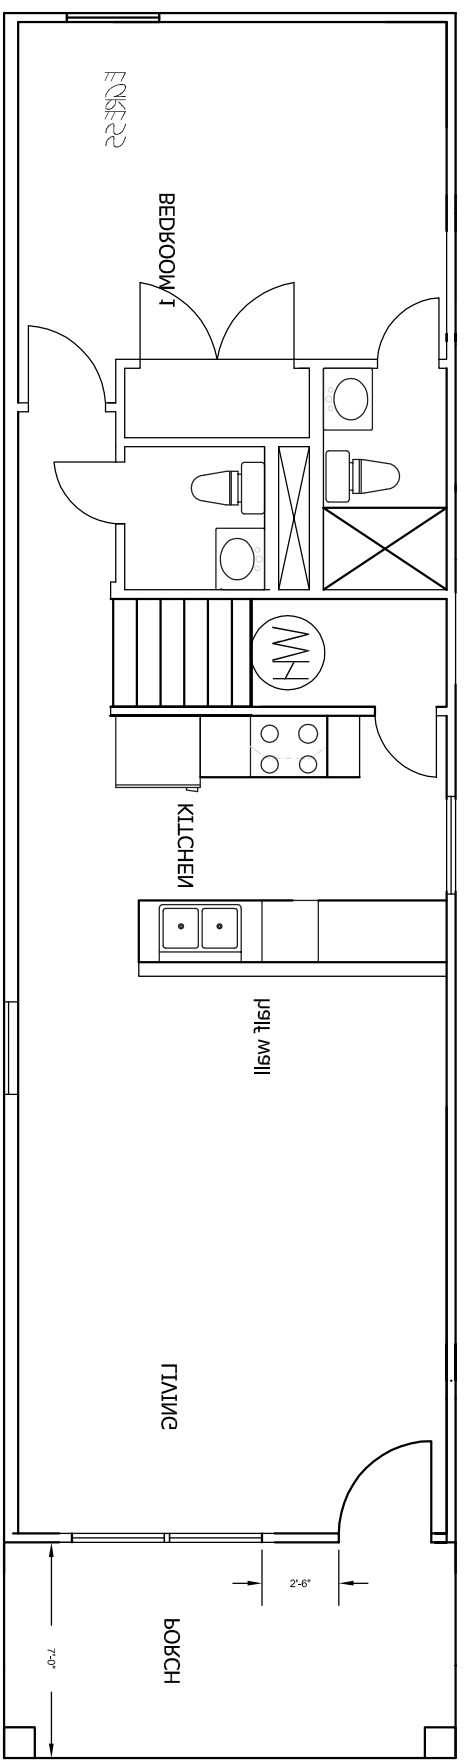 EGRESS
BEDROOM 1
WH
KITCHEN
half wall
LIVING
2'-6"
PORCH
7'-0"